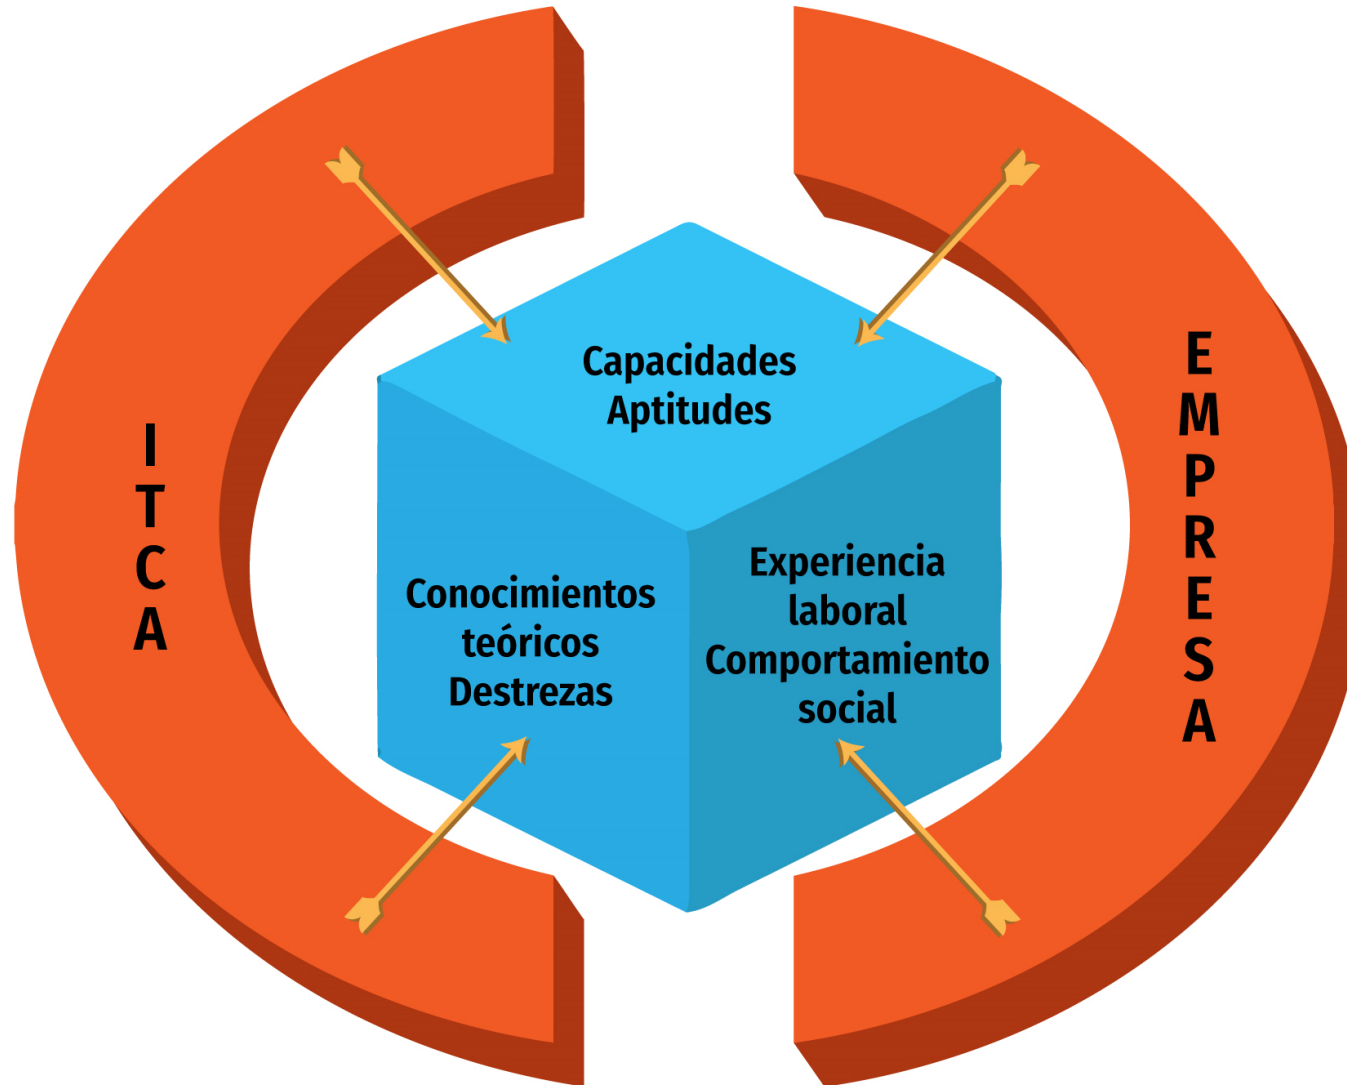 ITCA
Capacidades
Aptitudes
Conocimientos
teóricos
Destrezas
Experiencia
laboral
Comportamiento
social
EMPRESA